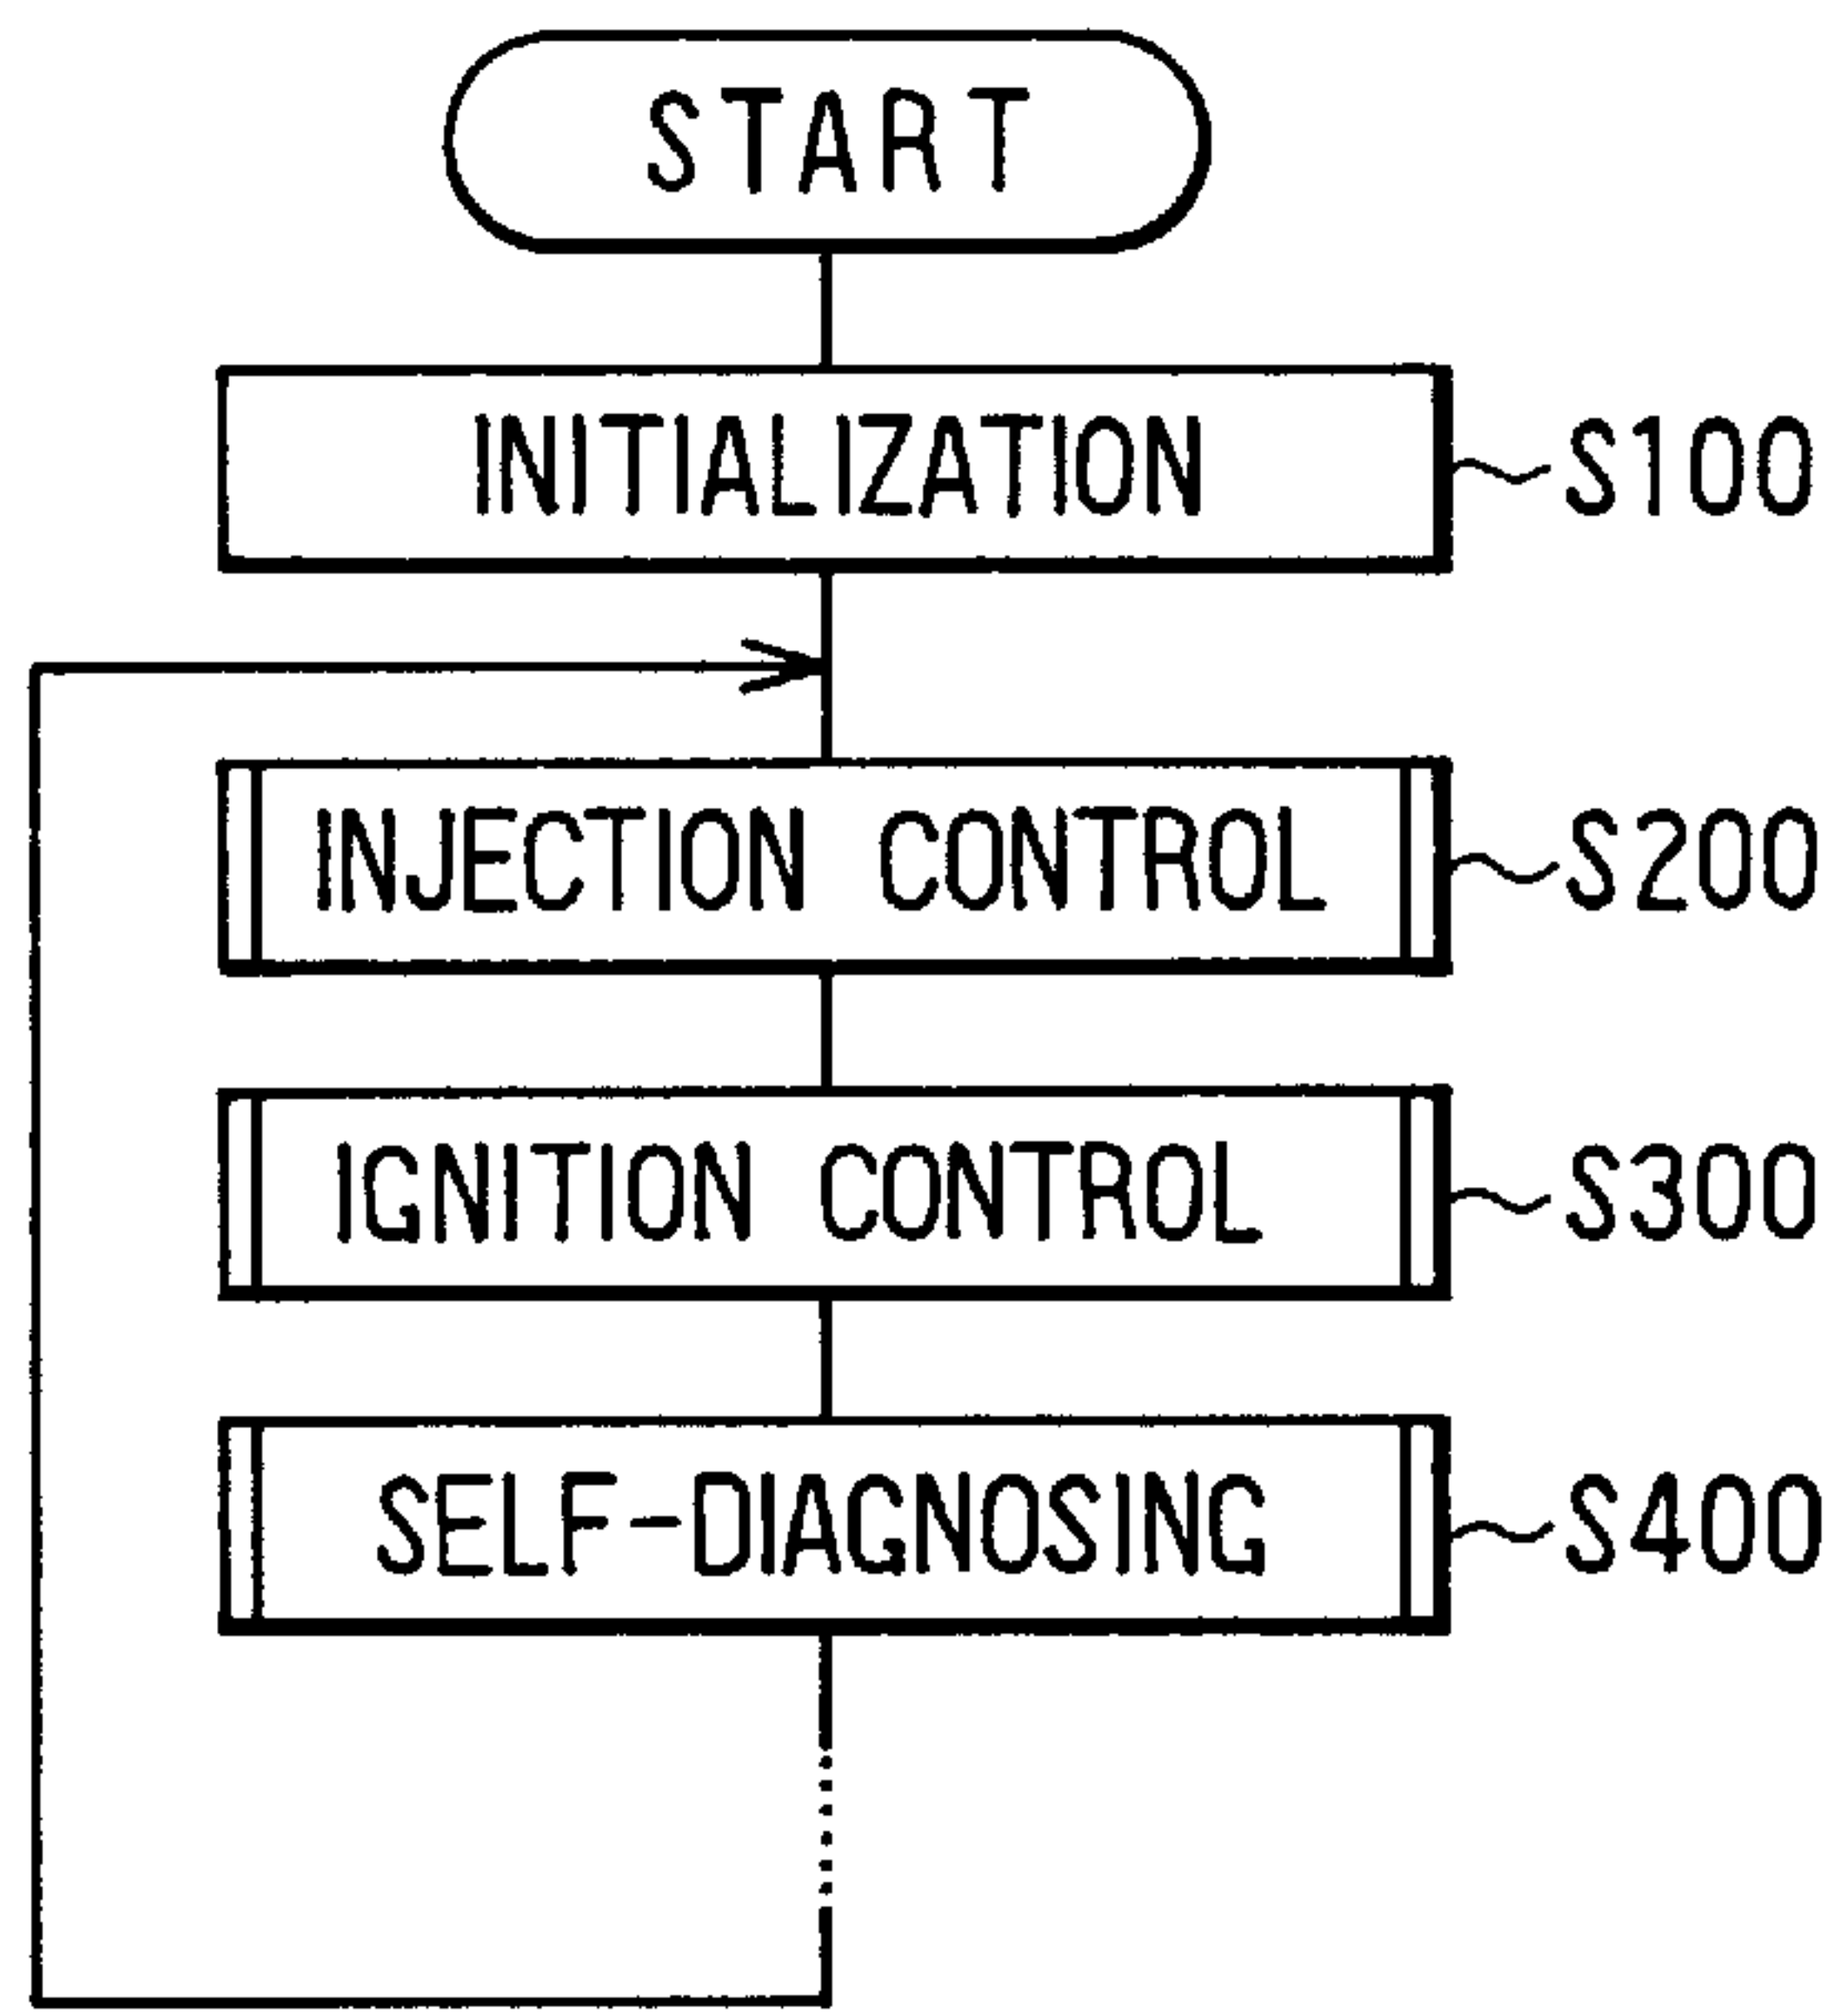 START
INITIALIZATION S100
INJECTION CONTROL S200
IGNITION CONTROL S300
SELF-DIAGNOSING S400